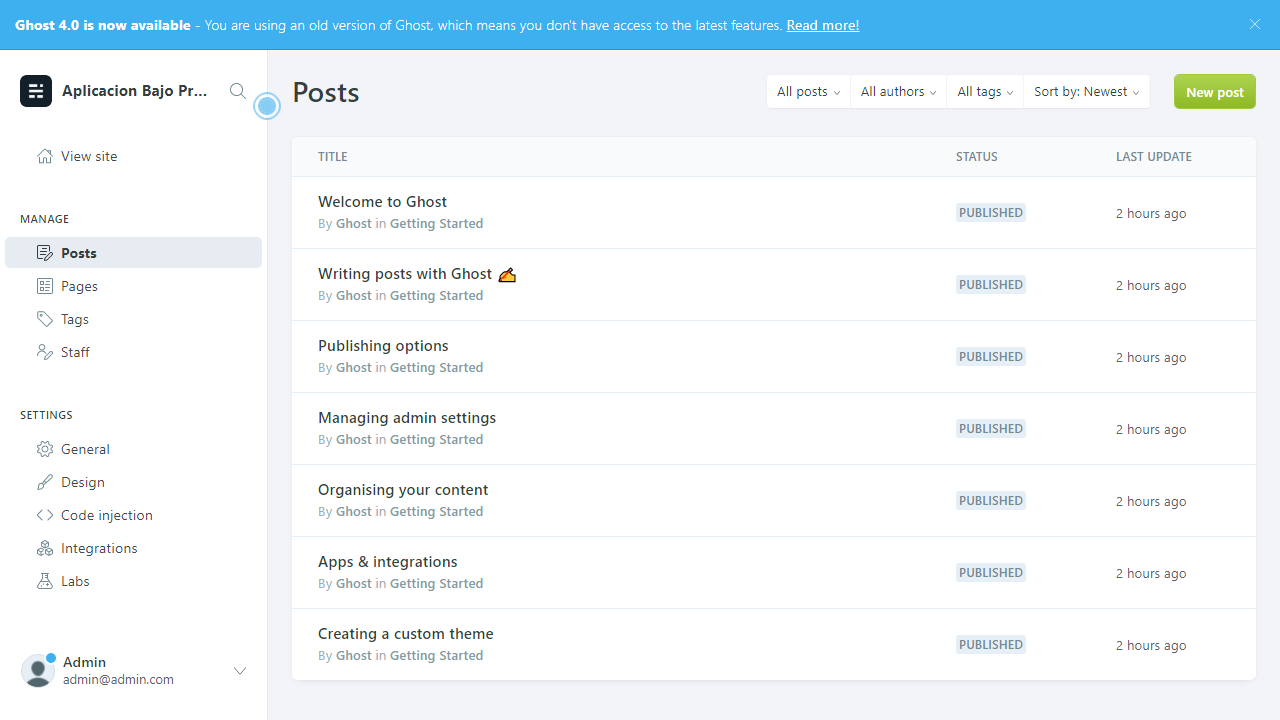 Ghost 4.0 is now available - You are using an old version of Ghost, which means you don't have access to the latest features. Read more!
Aplicacion Bajo Pr...
View site
MANAGE
Posts
Pages
Tags
Staff
SETTINGS
General
Design
Code injection
Integrations
Labs
Admin
admin@admin.com
Posts
All posts
All authors
All tags
Sort by: Newest
New post
TITLE STATUS LAST UPDATE
Welcome to Ghost
By Ghost in Getting Started
PUBLISHED
2 hours ago
Writing posts with Ghost ✍
By Ghost in Getting Started
PUBLISHED
2 hours ago
Publishing options
By Ghost in Getting Started
PUBLISHED
2 hours ago
Managing admin settings
By Ghost in Getting Started
PUBLISHED
2 hours ago
Organising your content
By Ghost in Getting Started
PUBLISHED
2 hours ago
Apps & integrations
By Ghost in Getting Started
PUBLISHED
2 hours ago
Creating a custom theme
By Ghost in Getting Started
PUBLISHED
2 hours ago